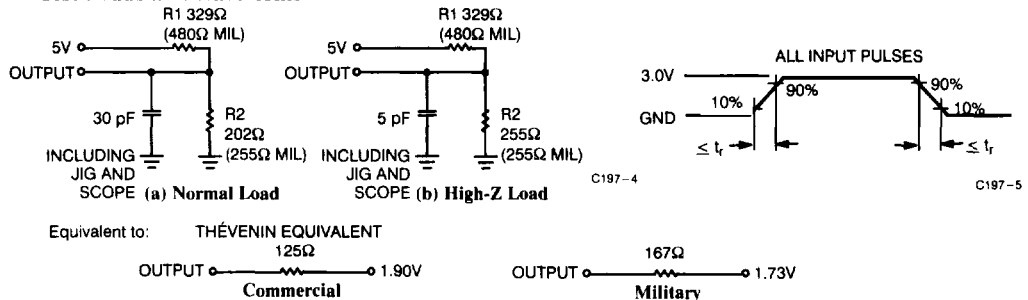 R1 329Ω
(480Ω MIL)
5V
OUTPUT
30 pF
R2
202Ω
(255Ω MIL)
INCLUDING
JIG AND
SCOPE
(a) Normal Load
R1 329Ω
(480Ω MIL)
5V
OUTPUT
5 pF
R2
255Ω
(255Ω MIL)
INCLUDING
JIG AND
SCOPE
(b) High-Z Load
C197-4
ALL INPUT PULSES
3.0V
GND
10%
90%
90%
10%
≤ tr
≤ tr
C197-5
Equivalent to:
THÉVENIN EQUIVALENT
125Ω
OUTPUT
1.90V
Commercial
167Ω
OUTPUT
1.73V
Military